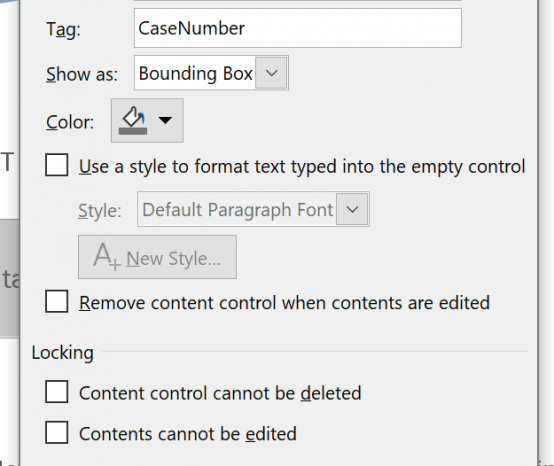 Tag: CaseNumber
Show as: Bounding Box
Color:
T
Use a style to format text typed into the empty control
Style: Default Paragraph Font
ta
A+ New Style...
Remove content control when contents are edited
Locking
Content control cannot be deleted
Contents cannot be edited